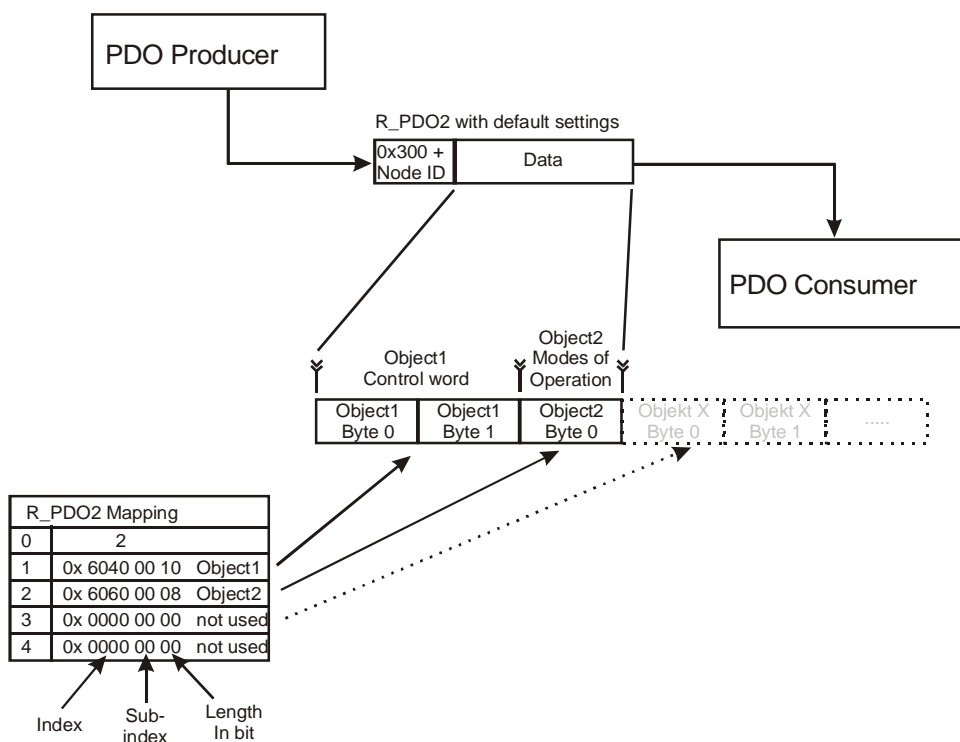 PDO Producer
R_PDO2 with default settings
0x300 +
Node ID
Data
PDO Consumer
Object1
Control word
Object2
Modes of
Operation
Object1
Byte 0
Object1
Byte 1
Object2
Byte 0
Objekt X
Byte 0
Objekt X
Byte 1
.....
R_PDO2 Mapping
0 2
1 0x 6040 00 10 Object1
2 0x 6060 00 08 Object2
3 0x 0000 00 00 not used
4 0x 0000 00 00 not used
Index
Sub-
index
Length
In bit